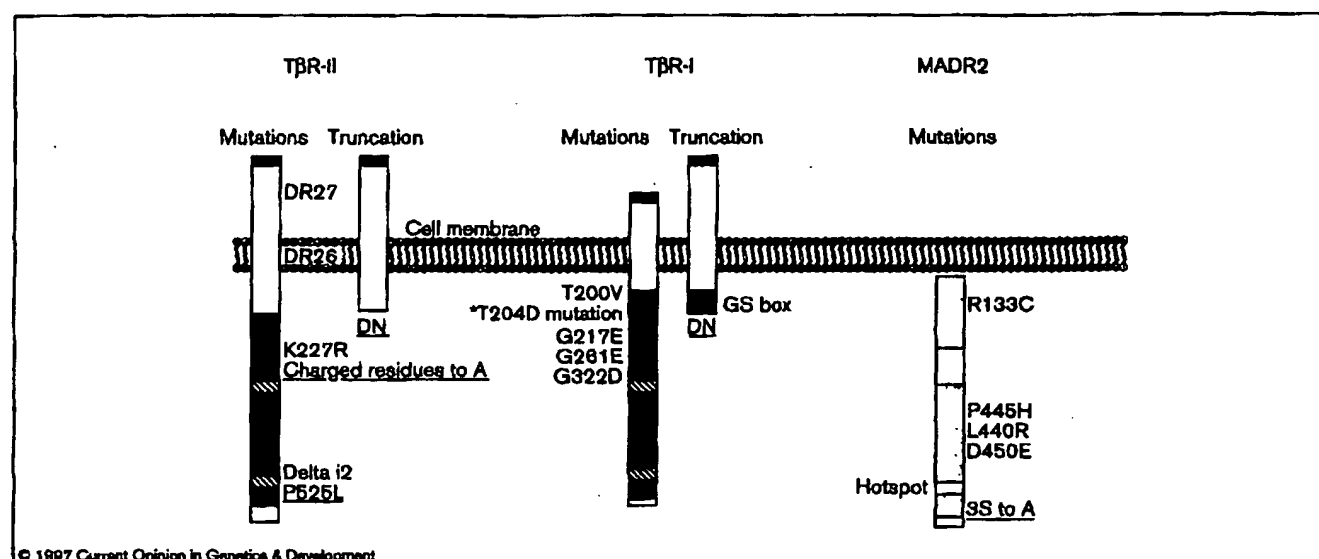 TβR-II
TβR-I
MADR2
Mutations
Truncation
Mutations
Truncation
Mutations
DR27
Cell membrane
DR26
DN
K227R
Charged residues to A
Delta i2
P525L
T200V
*T204D mutation
G217E
G261E
G322D
GS box
DN
R133C
P445H
L440R
D450E
Hotspot
3S to A
© 1997 Current Opinion in Genetics & Development